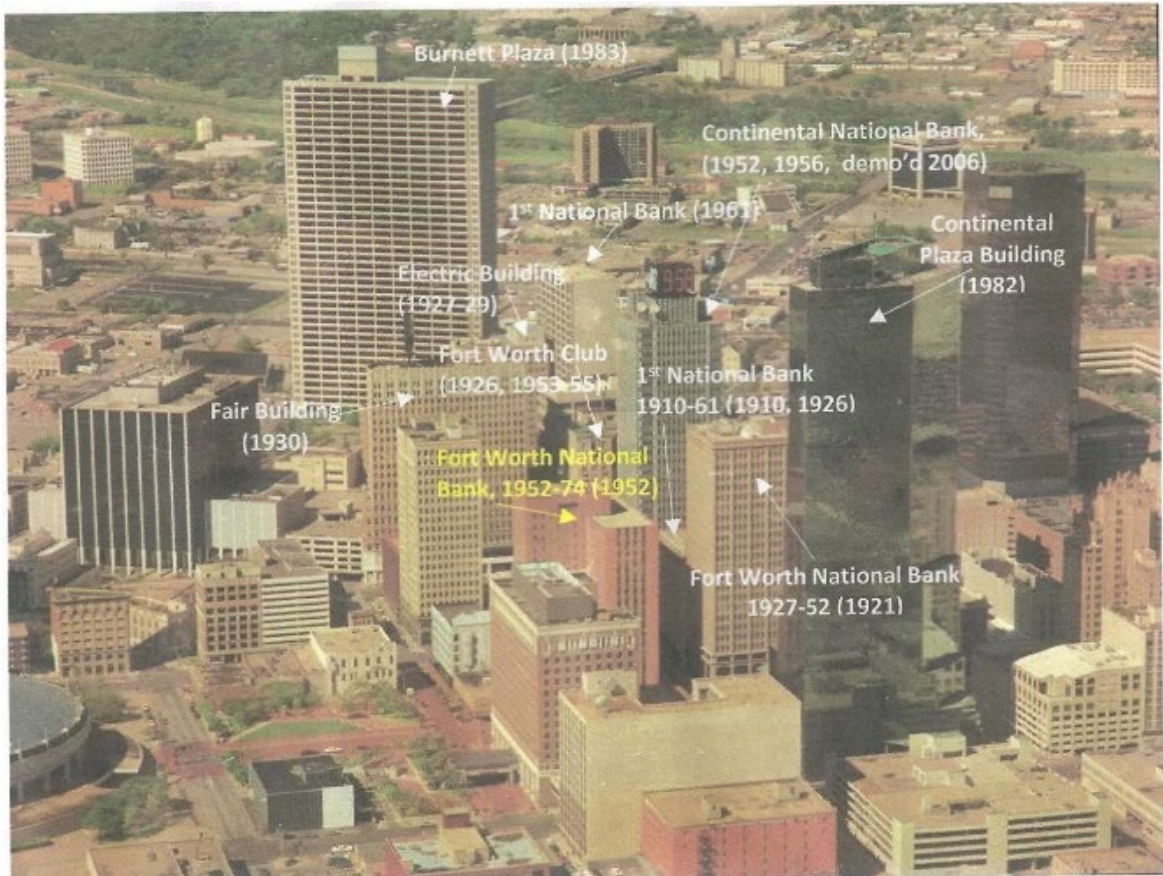 Burnett Plaza (1983)
Continental National Bank,
(1952, 1956, demo'd 2006)
1st National Bank (1961)
Continental
Plaza Building
(1982)
Electric Building
(1927-29)
Fort Worth Club
(1926, 1953-55)
1st National Bank
1910-61 (1910, 1926)
Fair Building
(1930)
Fort Worth National
Bank, 1952-74 (1952)
Fort Worth National Bank
1927-52 (1921)